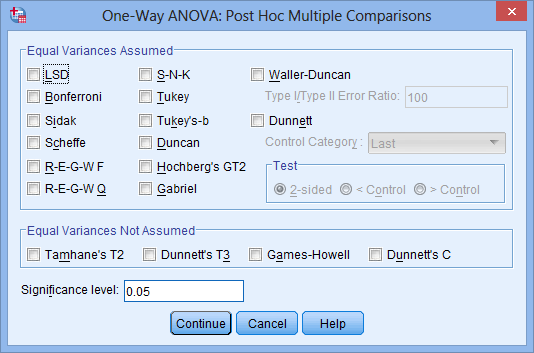 One-Way ANOVA: Post Hoc Multiple Comparisons
Equal Variances Assumed
LSD S-N-K Waller-Duncan
Bonferroni Tukey Type I/Type II Error Ratio: 100
Sidak Tukey's-b Dunnett
Scheffe Duncan Control Category : Last
R-E-G-W F Hochberg's GT2 Test
R-E-G-W Q Gabriel 2-sided < Control > Control
Equal Variances Not Assumed
Tamhane's T2 Dunnett's T3 Games-Howell Dunnett's C
Significance level: 0.05
Continue Cancel Help